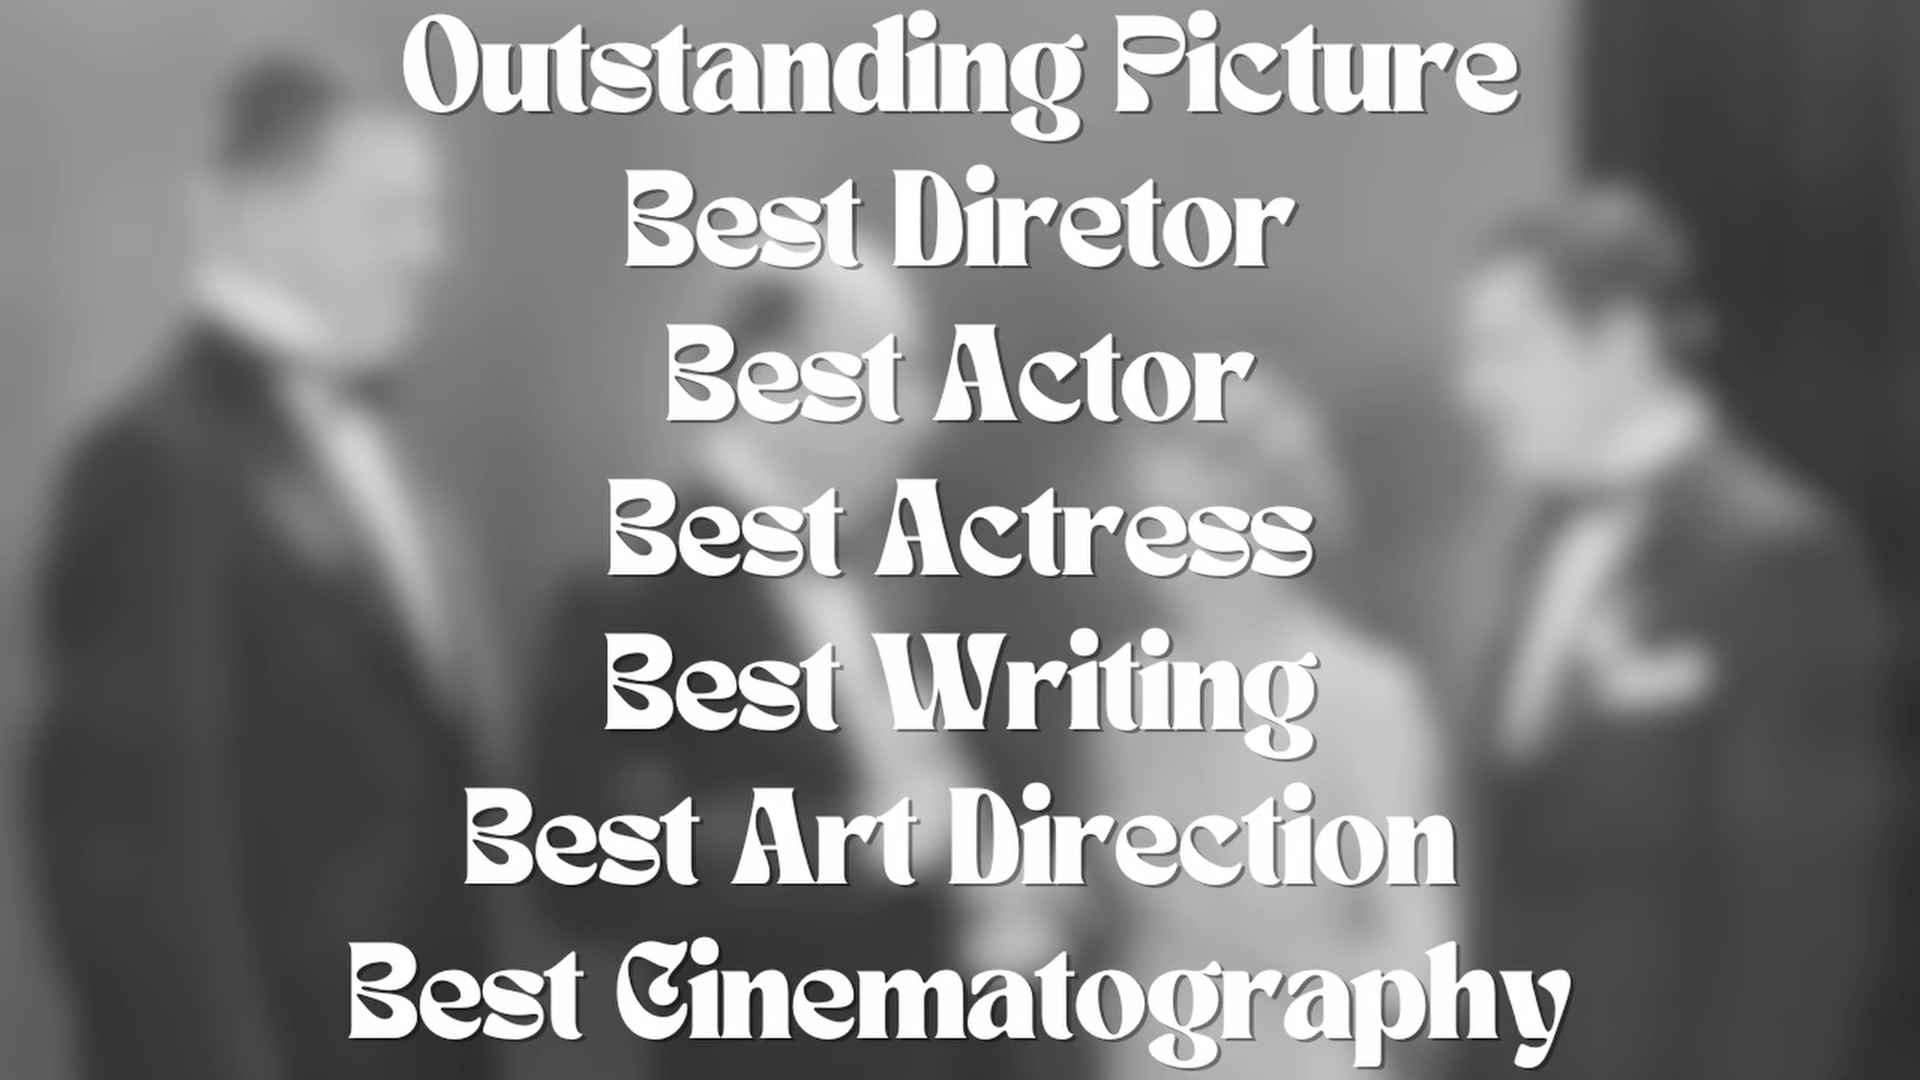 Outstanding Picture
Best Diretor
Best Actor
Best Actress
Best Writing
Best Art Direction
Best Cinematography